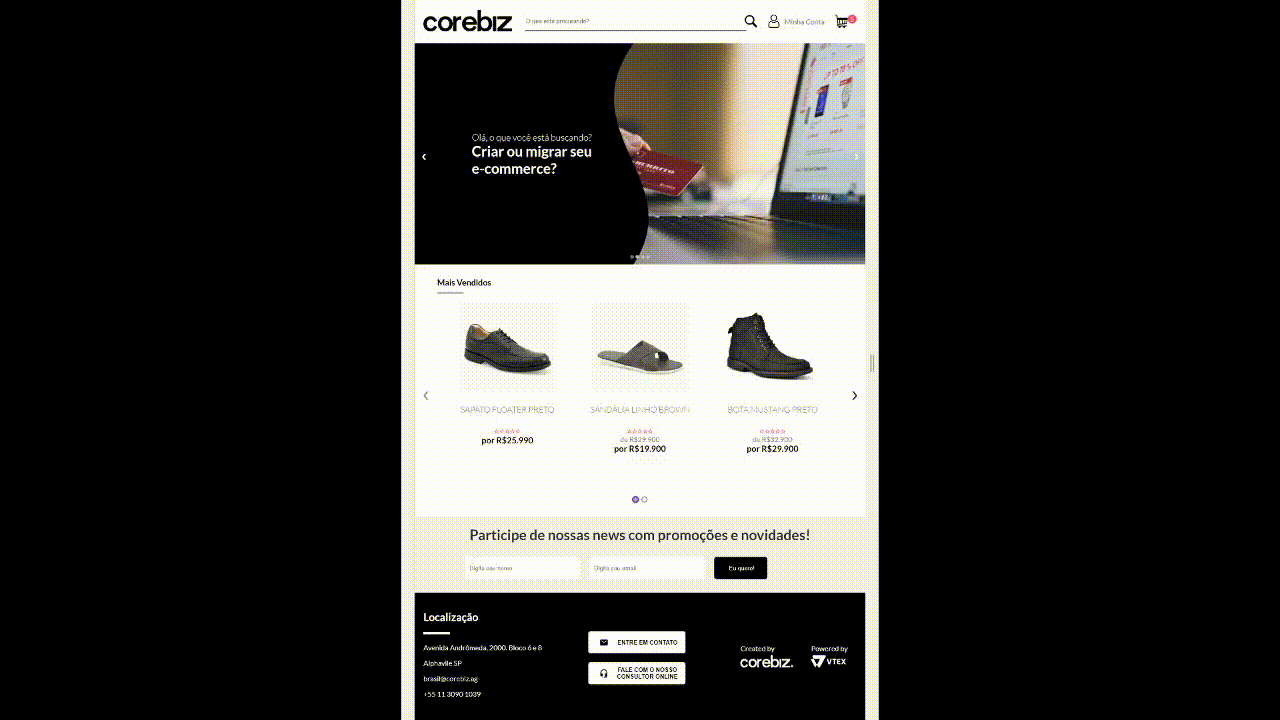 corebiz
O que esta procurando?
Minha Conta
Olá, o que você está buscando?
Criar ou migrar seu
e-commerce?
Mais Vendidos
SAPATO FLOATER PRETO
por R$25.990
SANDÁLIA LINHO BROWN
de R$29.900
por R$19.900
BOTA MUSTANG PRETO
de R$32.900
por R$29.900
Participe de nossas news com promoções e novidades!
Digite seu nome
Digite seu email
Eu quero!
Localização
Avenida Andrômeda, 2000. Bloco 6 e 8
Alphavile SP
brasil@corebiz.ag
+55 11 3090 1039
ENTRE EM CONTATO
FALE COM O NOSSO
CONSULTOR ONLINE
Created by
corebiz.
Powered by
VTEX